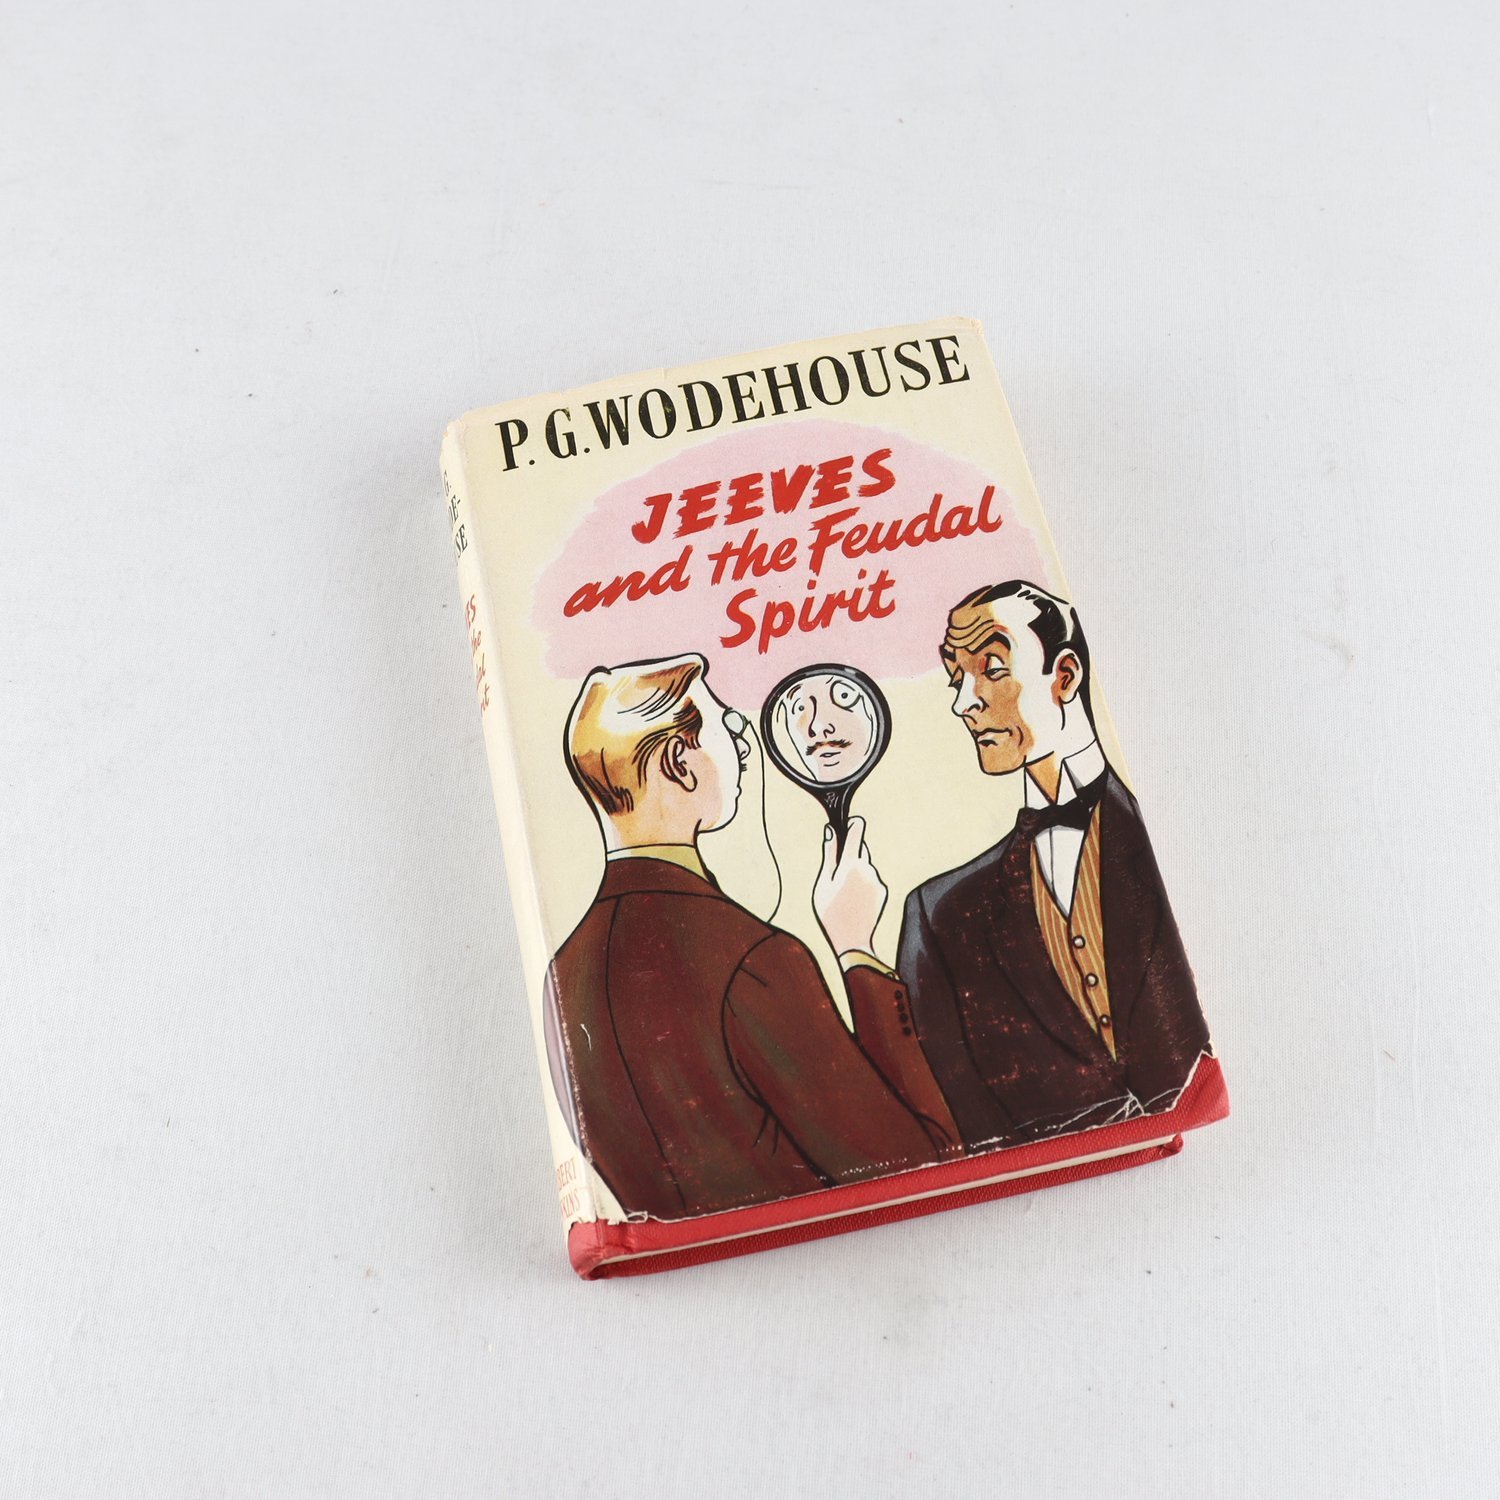 P. G. WODEHOUSE
JEEVES
and the Feudal
Spirit